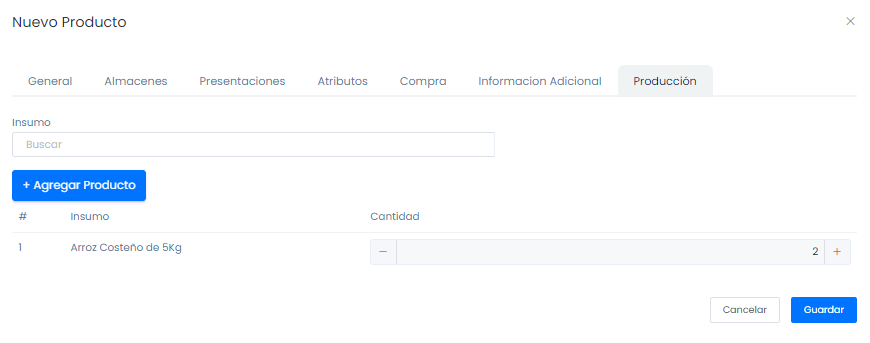 Nuevo Producto
General Almacenes Presentaciones Atributos Compra Informacion Adicional Producción
Insumo
Buscar
+ Agregar Producto
# Insumo Cantidad
1 Arroz Costeño de 5Kg − 2 +
Cancelar Guardar